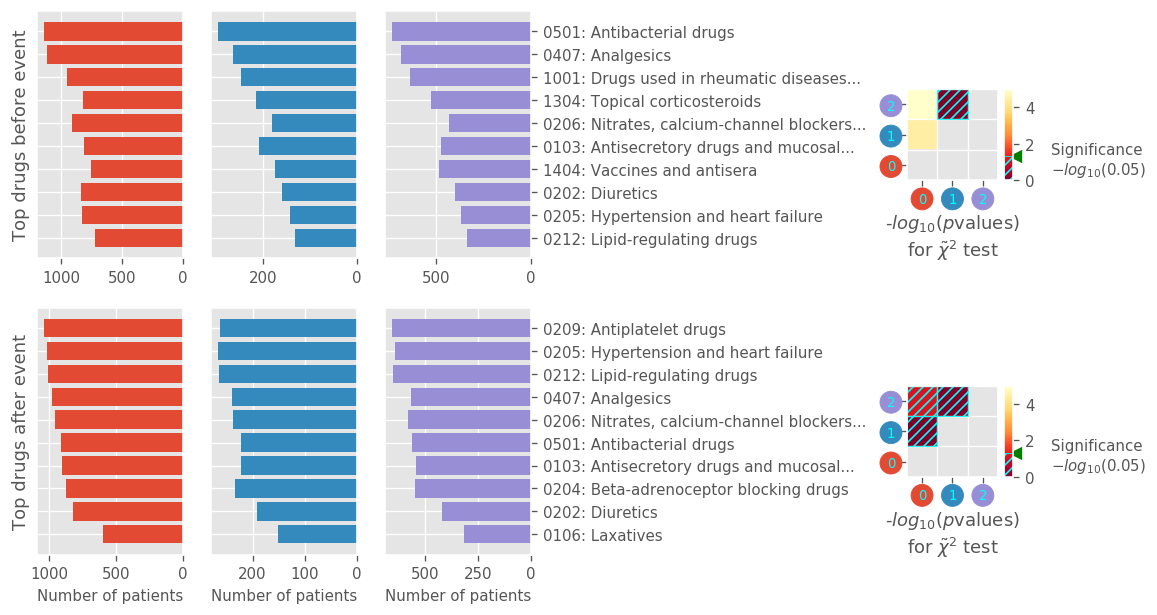 Top drugs before event
0501: Antibacterial drugs
0407: Analgesics
1001: Drugs used in rheumatic diseases...
1304: Topical corticosteroids
0206: Nitrates, calcium-channel blockers...
0103: Antisecretory drugs and mucosal...
1404: Vaccines and antisera
0202: Diuretics
0205: Hypertension and heart failure
0212: Lipid-regulating drugs
1000 500 0
200 0
500 0
2
1
0
0 1 2
4
2
0
Significance
−log₁₀(0.05)
-log₁₀(pvalues)
for χ̃² test
Top drugs after event
0209: Antiplatelet drugs
0205: Hypertension and heart failure
0212: Lipid-regulating drugs
0407: Analgesics
0206: Nitrates, calcium-channel blockers...
0501: Antibacterial drugs
0103: Antisecretory drugs and mucosal...
0204: Beta-adrenoceptor blocking drugs
0202: Diuretics
0106: Laxatives
1000 500 0
200 100 0
500 250 0
Number of patients
Number of patients
Number of patients
2
1
0
0 1 2
4
2
0
Significance
−log₁₀(0.05)
-log₁₀(pvalues)
for χ̃² test